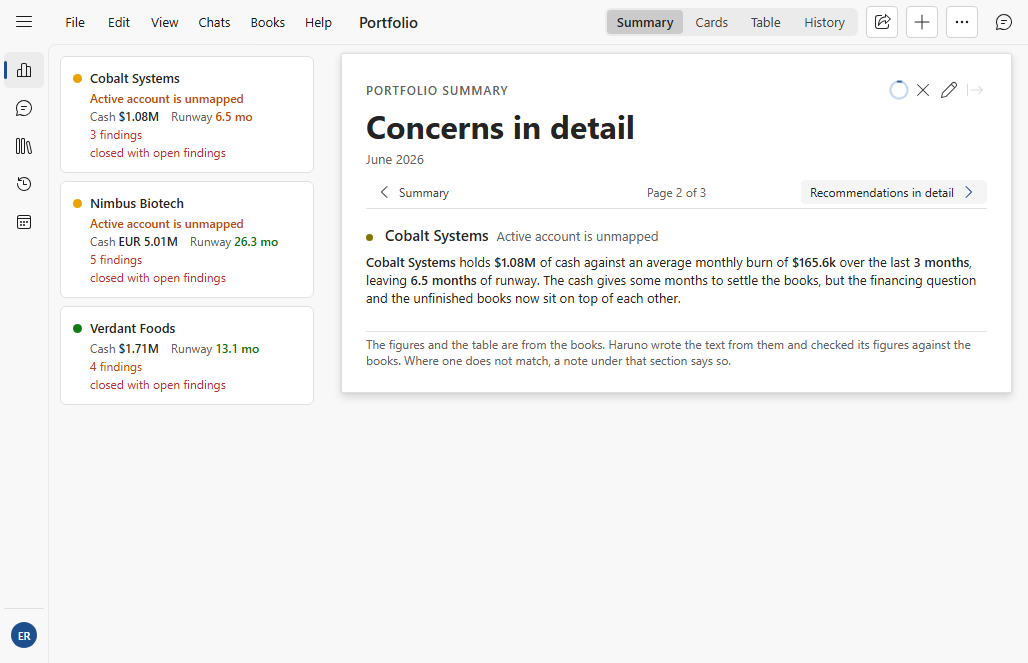 File Edit View Chats Books Help Portfolio Summary Cards Table History
Cobalt Systems
Active account is unmapped
Cash $1.08M Runway 6.5 mo
3 findings
closed with open findings
Nimbus Biotech
Active account is unmapped
Cash EUR 5.01M Runway 26.3 mo
5 findings
closed with open findings
Verdant Foods
Cash $1.71M Runway 13.1 mo
4 findings
closed with open findings
ER
PORTFOLIO SUMMARY
Concerns in detail
June 2026
Summary Page 2 of 3 Recommendations in detail
Cobalt Systems Active account is unmapped
Cobalt Systems holds $1.08M of cash against an average monthly burn of $165.6k over the last 3 months,
leaving 6.5 months of runway. The cash gives some months to settle the books, but the financing question
and the unfinished books now sit on top of each other.
The figures and the table are from the books. Haruno wrote the text from them and checked its figures against the
books. Where one does not match, a note under that section says so.